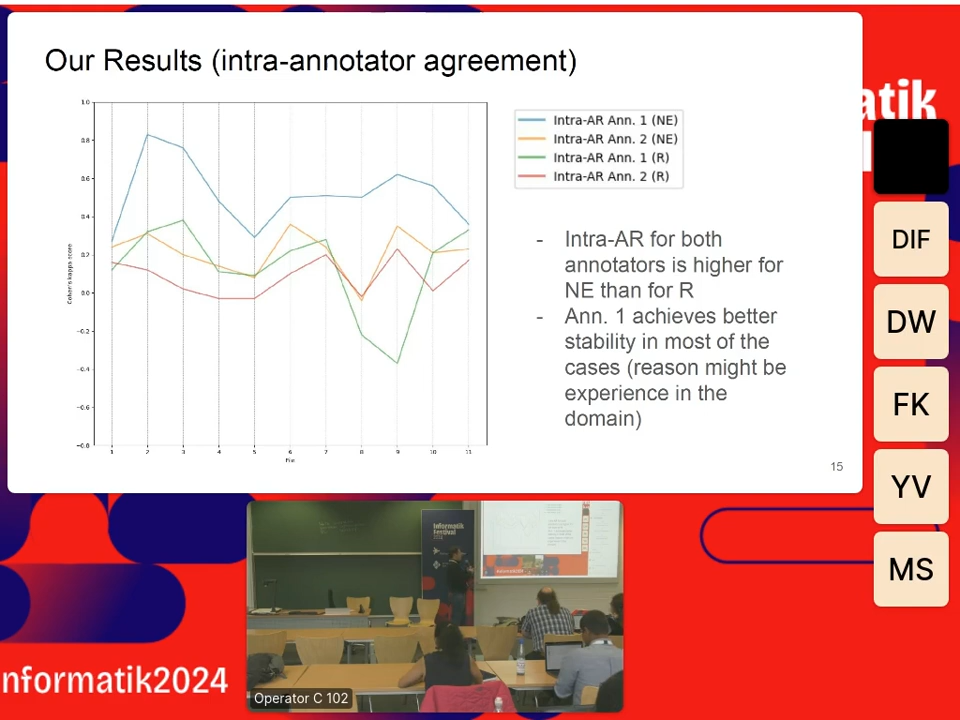 Our Results (intra-annotator agreement)
1.0
0.8
0.6
0.4
0.2
0.0
−0.2
−0.4
−0.6
1
2
3
4
5
6
7
8
9
10
11
Cohen's kappa score
Intra-AR Ann. 1 (NE)
Intra-AR Ann. 2 (NE)
Intra-AR Ann. 1 (R)
Intra-AR Ann. 2 (R)
- Intra-AR for both
annotators is higher for
NE than for R
- Ann. 1 achieves better
stability in most of the
cases (reason might be
experience in the
domain)
15
atik
DIF
DW
FK
YV
MS
Informatik
Festival
nformatik2024
Operator C 102